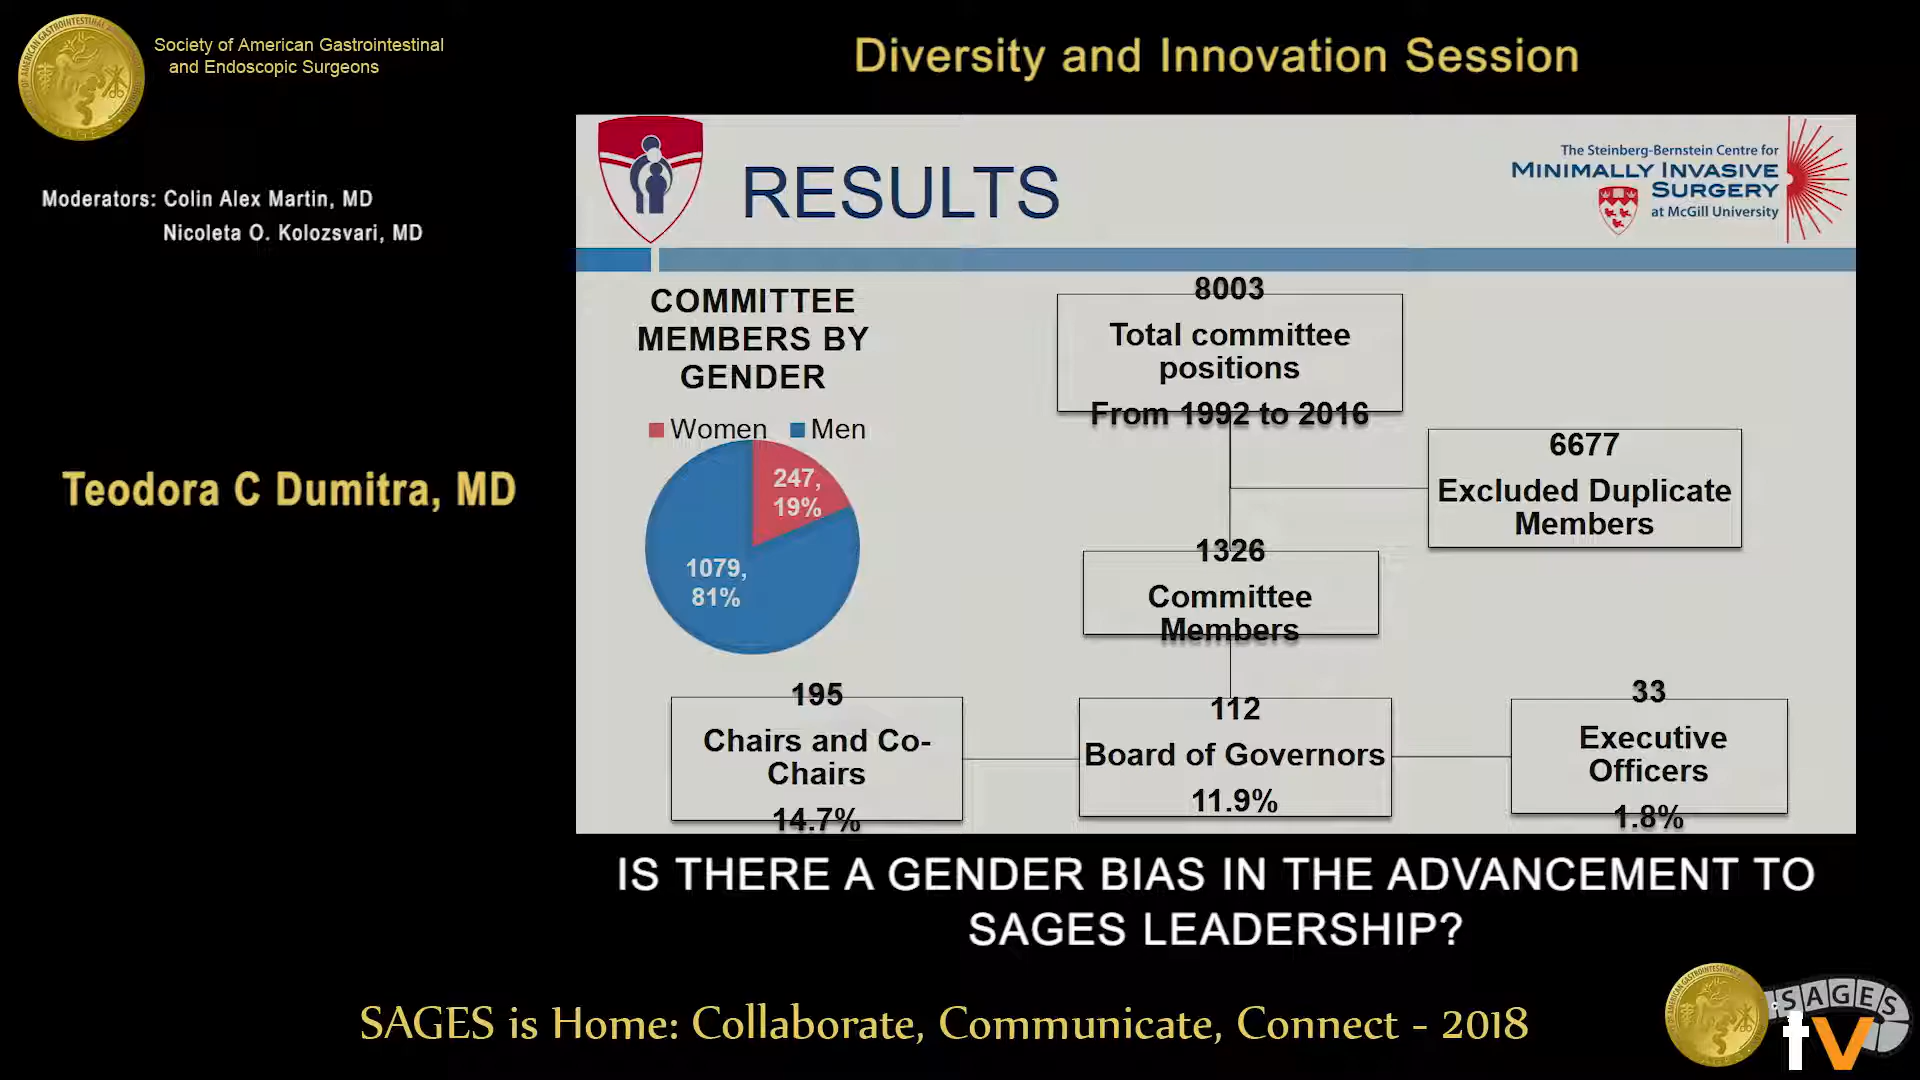 Society of American Gastrointestinal
and Endoscopic Surgeons
Diversity and Innovation Session
Moderators: Colin Alex Martin, MD
Nicoleta O. Kolozsvari, MD
Teodora C Dumitra, MD
RESULTS
The Steinberg-Bernstein Centre for
MINIMALLY INVASIVE
SURGERY
at McGill University
COMMITTEE
MEMBERS BY
GENDER
Women Men
247,
19%
1079,
81%
8003
Total committee
positions
From 1992 to 2016
6677
Excluded Duplicate
Members
1326
Committee
Members
195
Chairs and Co-
Chairs
14.7%
112
Board of Governors
11.9%
33
Executive
Officers
1.8%
IS THERE A GENDER BIAS IN THE ADVANCEMENT TO
SAGES LEADERSHIP?
SAGES is Home: Collaborate, Communicate, Connect - 2018
SAGES
tv